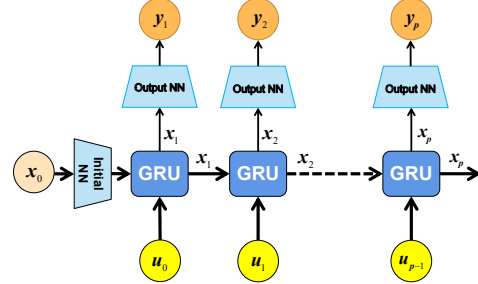 y₁ y₂ yₚ
Output NN Output NN Output NN
x₁ x₂ xₚ
x₀ Initial NN GRU x₁ GRU x₂ GRU xₚ
u₀ u₁ uₚ₋₁